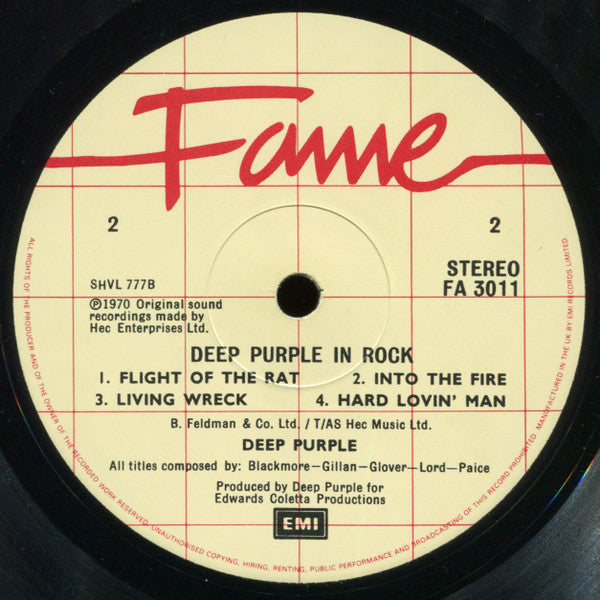 Fame
2 2
SHVL 777B
STEREO
FA 3011
℗1970 Original sound
recordings made by
Hec Enterprises Ltd.
DEEP PURPLE IN ROCK
1. FLIGHT OF THE RAT 2. INTO THE FIRE
3. LIVING WRECK 4. HARD LOVIN' MAN
B. Feldman & Co. Ltd. / T/AS Hec Music Ltd.
DEEP PURPLE
All titles composed by: Blackmore—Gillan—Glover—Lord—Paice
Produced by Deep Purple for
Edwards Coletta Productions
EMI
ALL RIGHTS OF THE PRODUCER AND OF THE OWNER OF THE RECORDED WORK RESERVED. UNAUTHORISED COPYING, HIRING, RENTING, PUBLIC PERFORMANCE AND BROADCASTING OF THIS RECORD PROHIBITED. MANUFACTURED IN THE UK BY EMI RECORDS LIMITED.